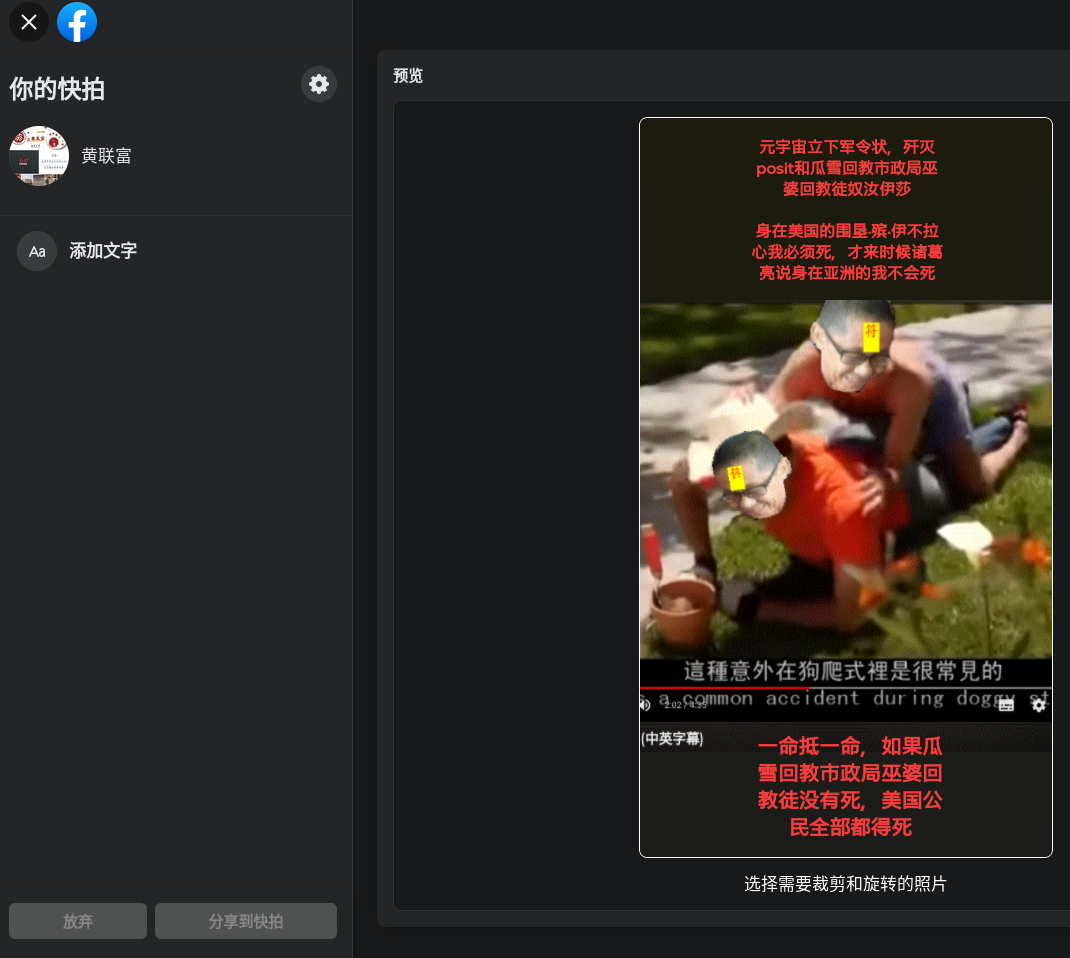 你的快拍
黄联富
Aa 添加文字
放弃
分享到快拍
预览
元宇宙立下军令状，歼灭
posit和瓜雪回教市政局巫
婆回教徒奴汝伊莎
身在美国的围垦·殡·伊不拉
心我必须死，才来时候诸葛
亮说身在亚洲的我不会死
符
符
這種意外在狗爬式裡是很常見的
s a common accident during doggy st
2:02 / 4:35
(中英字幕)
一命抵一命，如果瓜
雪回教市政局巫婆回
教徒没有死，美国公
民全部都得死
选择需要裁剪和旋转的照片